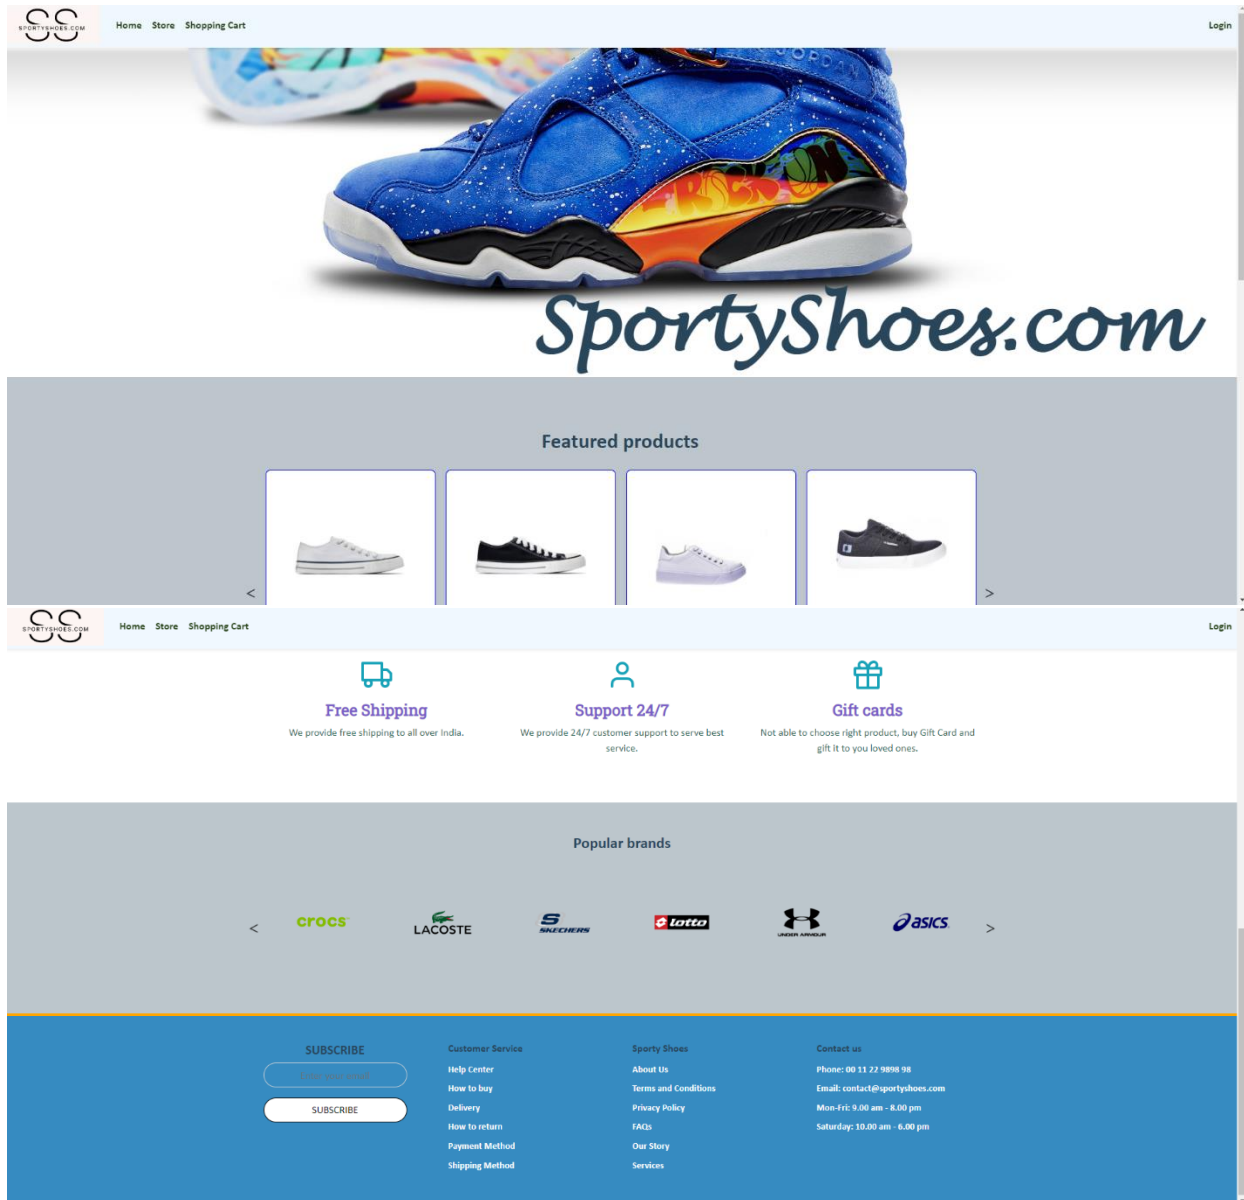 SPORTYSHOES.COM
Home Store Shopping Cart
Login
JORDAN
ROCK ON
SportyShoes.com
Featured products
<
>
SPORTYSHOES.COM
Home Store Shopping Cart
Login
Free Shipping
We provide free shipping to all over India.
Support 24/7
We provide 24/7 customer support to serve best
service.
Gift cards
Not able to choose right product, buy Gift Card and
gift it to you loved ones.
Popular brands
<
crocs
LACOSTE
S
SKECHERS
lotto
UNDER ARMOUR
asics
>
SUBSCRIBE
Enter your email
SUBSCRIBE
Customer Service
Help Center
How to buy
Delivery
How to return
Payment Method
Shipping Method
Sporty Shoes
About Us
Terms and Conditions
Privacy Policy
FAQs
Our Story
Services
Contact us
Phone: 00 11 22 9898 98
Email: contact@sportyshoes.com
Mon-Fri: 9.00 am - 8.00 pm
Saturday: 10.00 am - 6.00 pm